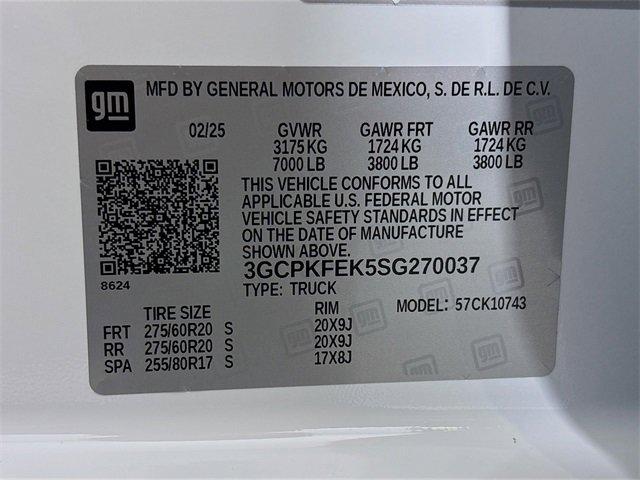 gm MFD BY GENERAL MOTORS DE MEXICO, S. DE R.L. DE C.V.
02/25 GVWR GAWR FRT GAWR RR
3175 KG 1724 KG 1724 KG
7000 LB 3800 LB 3800 LB
THIS VEHICLE CONFORMS TO ALL
APPLICABLE U.S. FEDERAL MOTOR
VEHICLE SAFETY STANDARDS IN EFFECT
ON THE DATE OF MANUFACTURE
SHOWN ABOVE.
3GCPKFEK5SG270037
8624
TYPE: TRUCK
TIRE SIZE RIM MODEL: 57CK10743
FRT 275/60R20 S 20X9J
RR 275/60R20 S 20X9J
SPA 255/80R17 S 17X8J